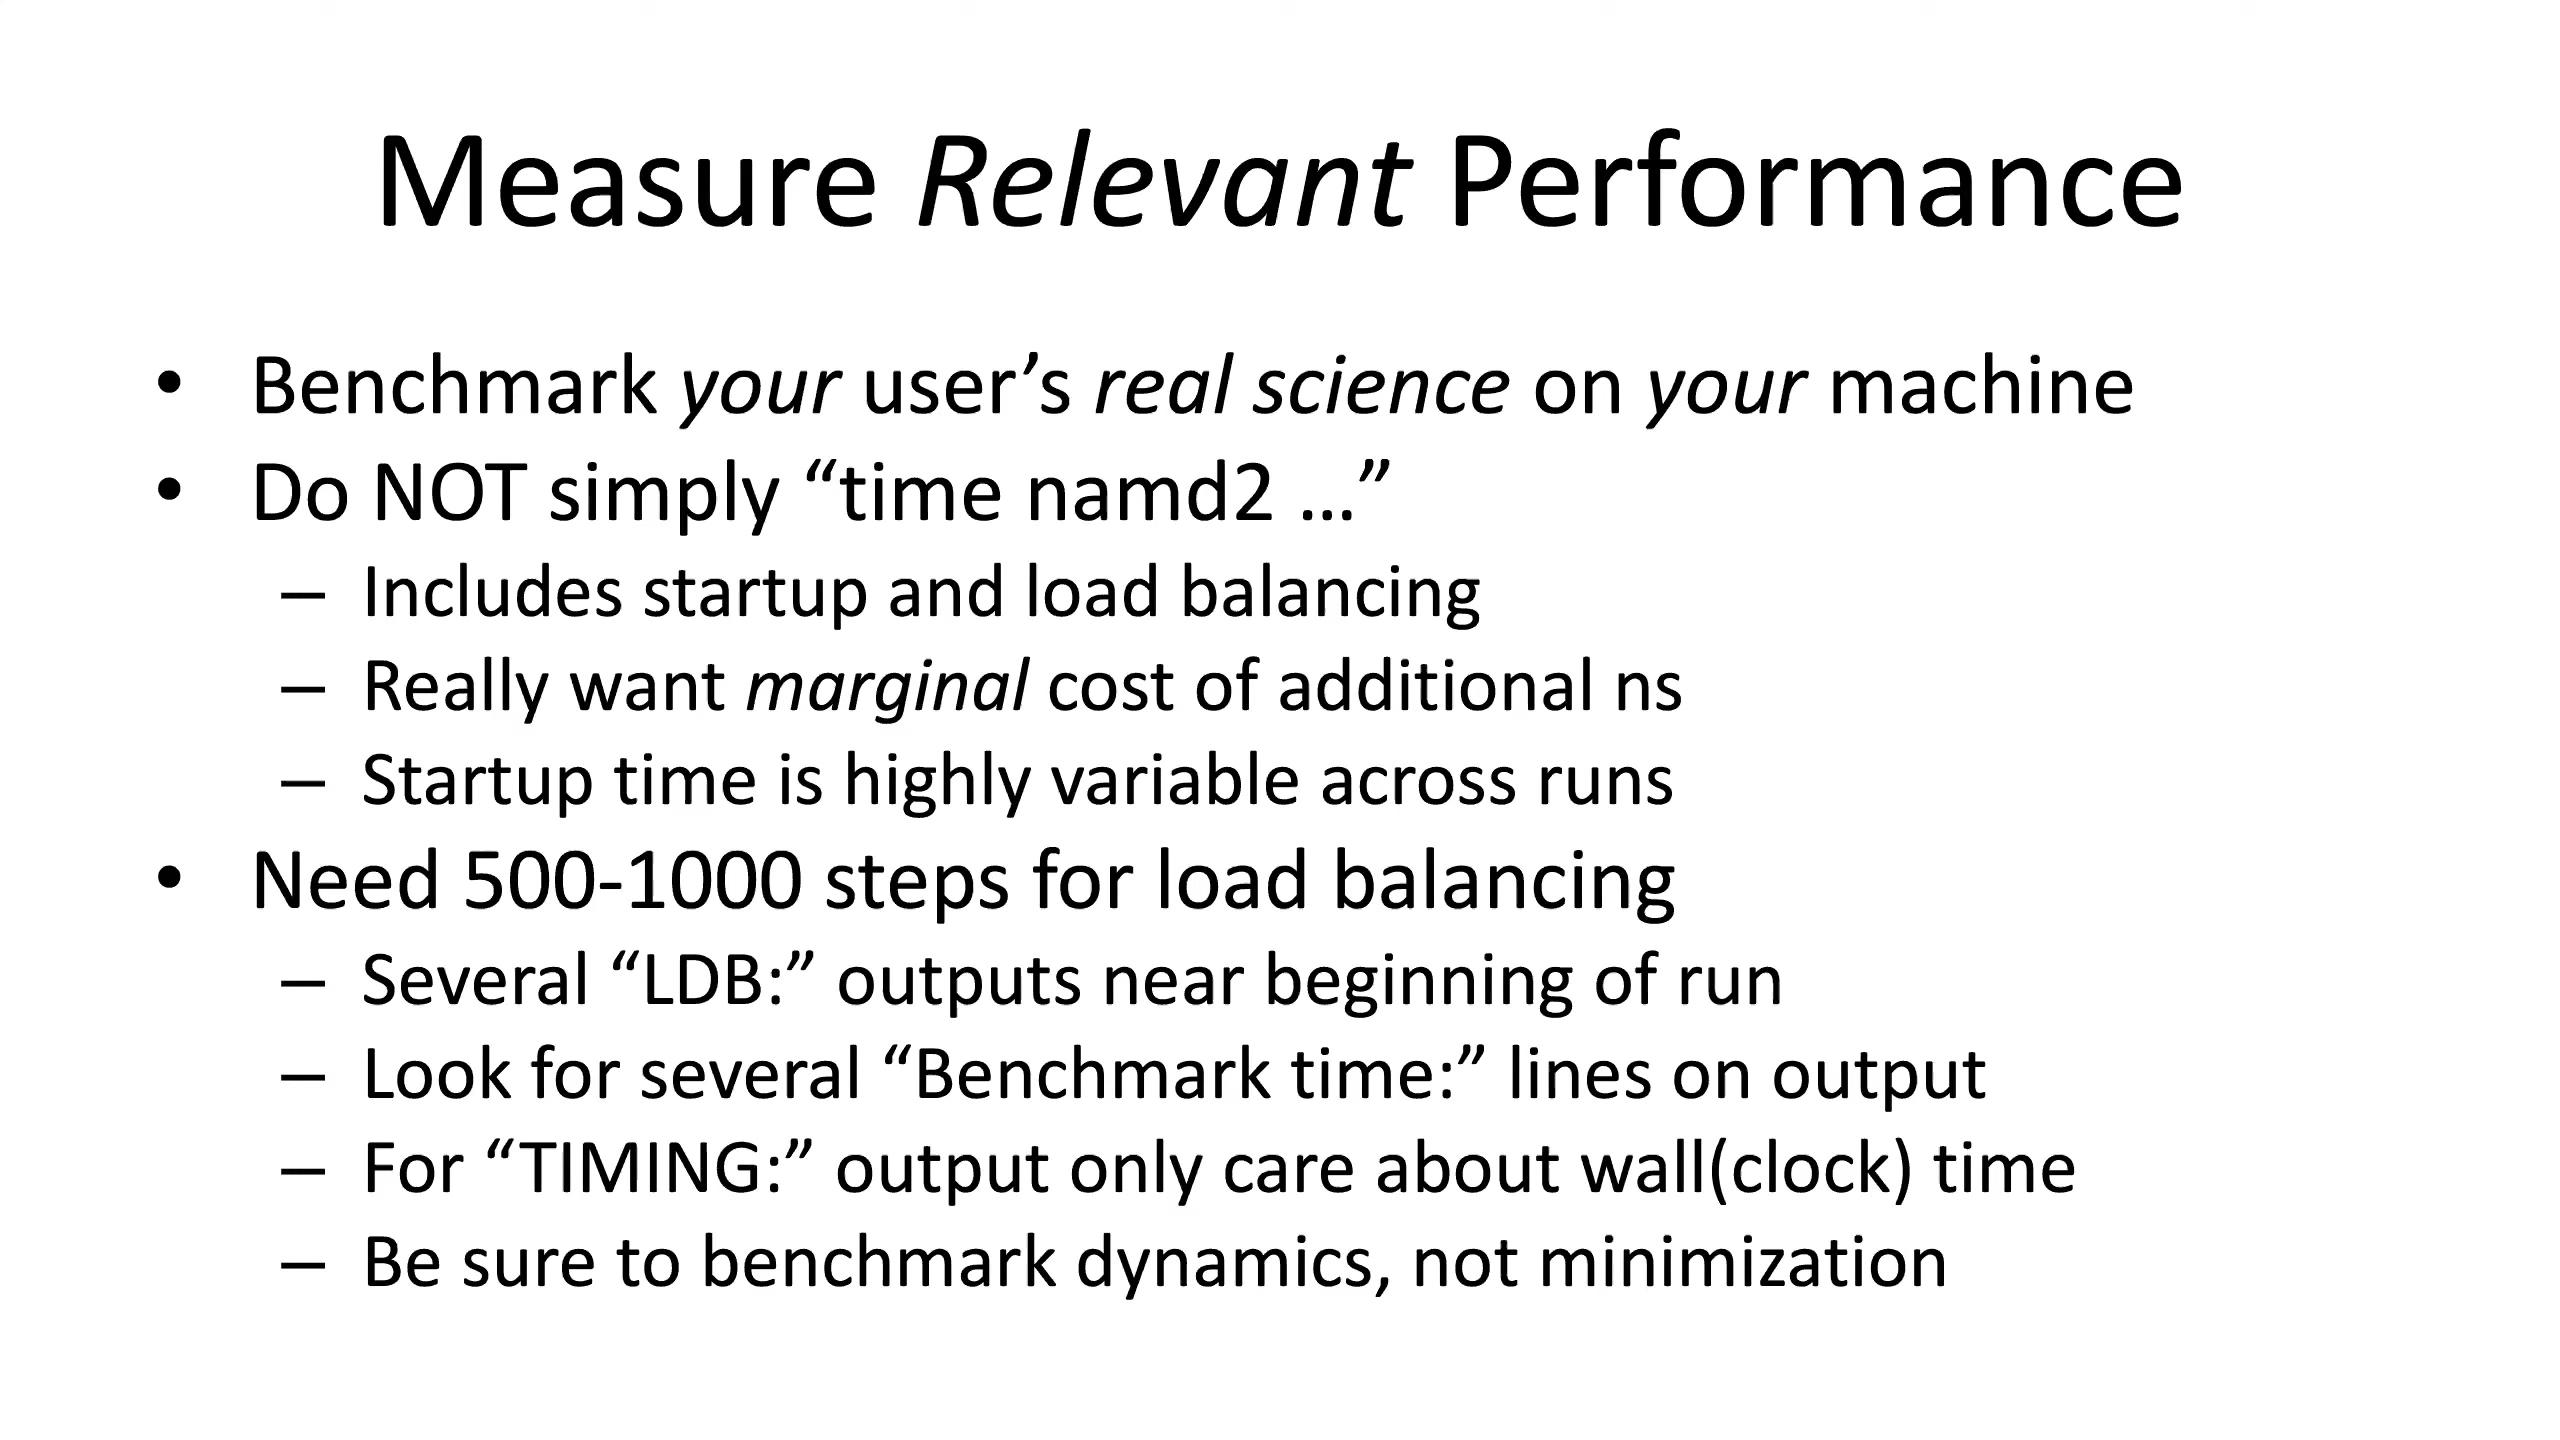 Measure Relevant Performance
• Benchmark your user’s real science on your machine
• Do NOT simply “time namd2 …”
– Includes startup and load balancing
– Really want marginal cost of additional ns
– Startup time is highly variable across runs
• Need 500-1000 steps for load balancing
– Several “LDB:” outputs near beginning of run
– Look for several “Benchmark time:” lines on output
– For “TIMING:” output only care about wall(clock) time
– Be sure to benchmark dynamics, not minimization